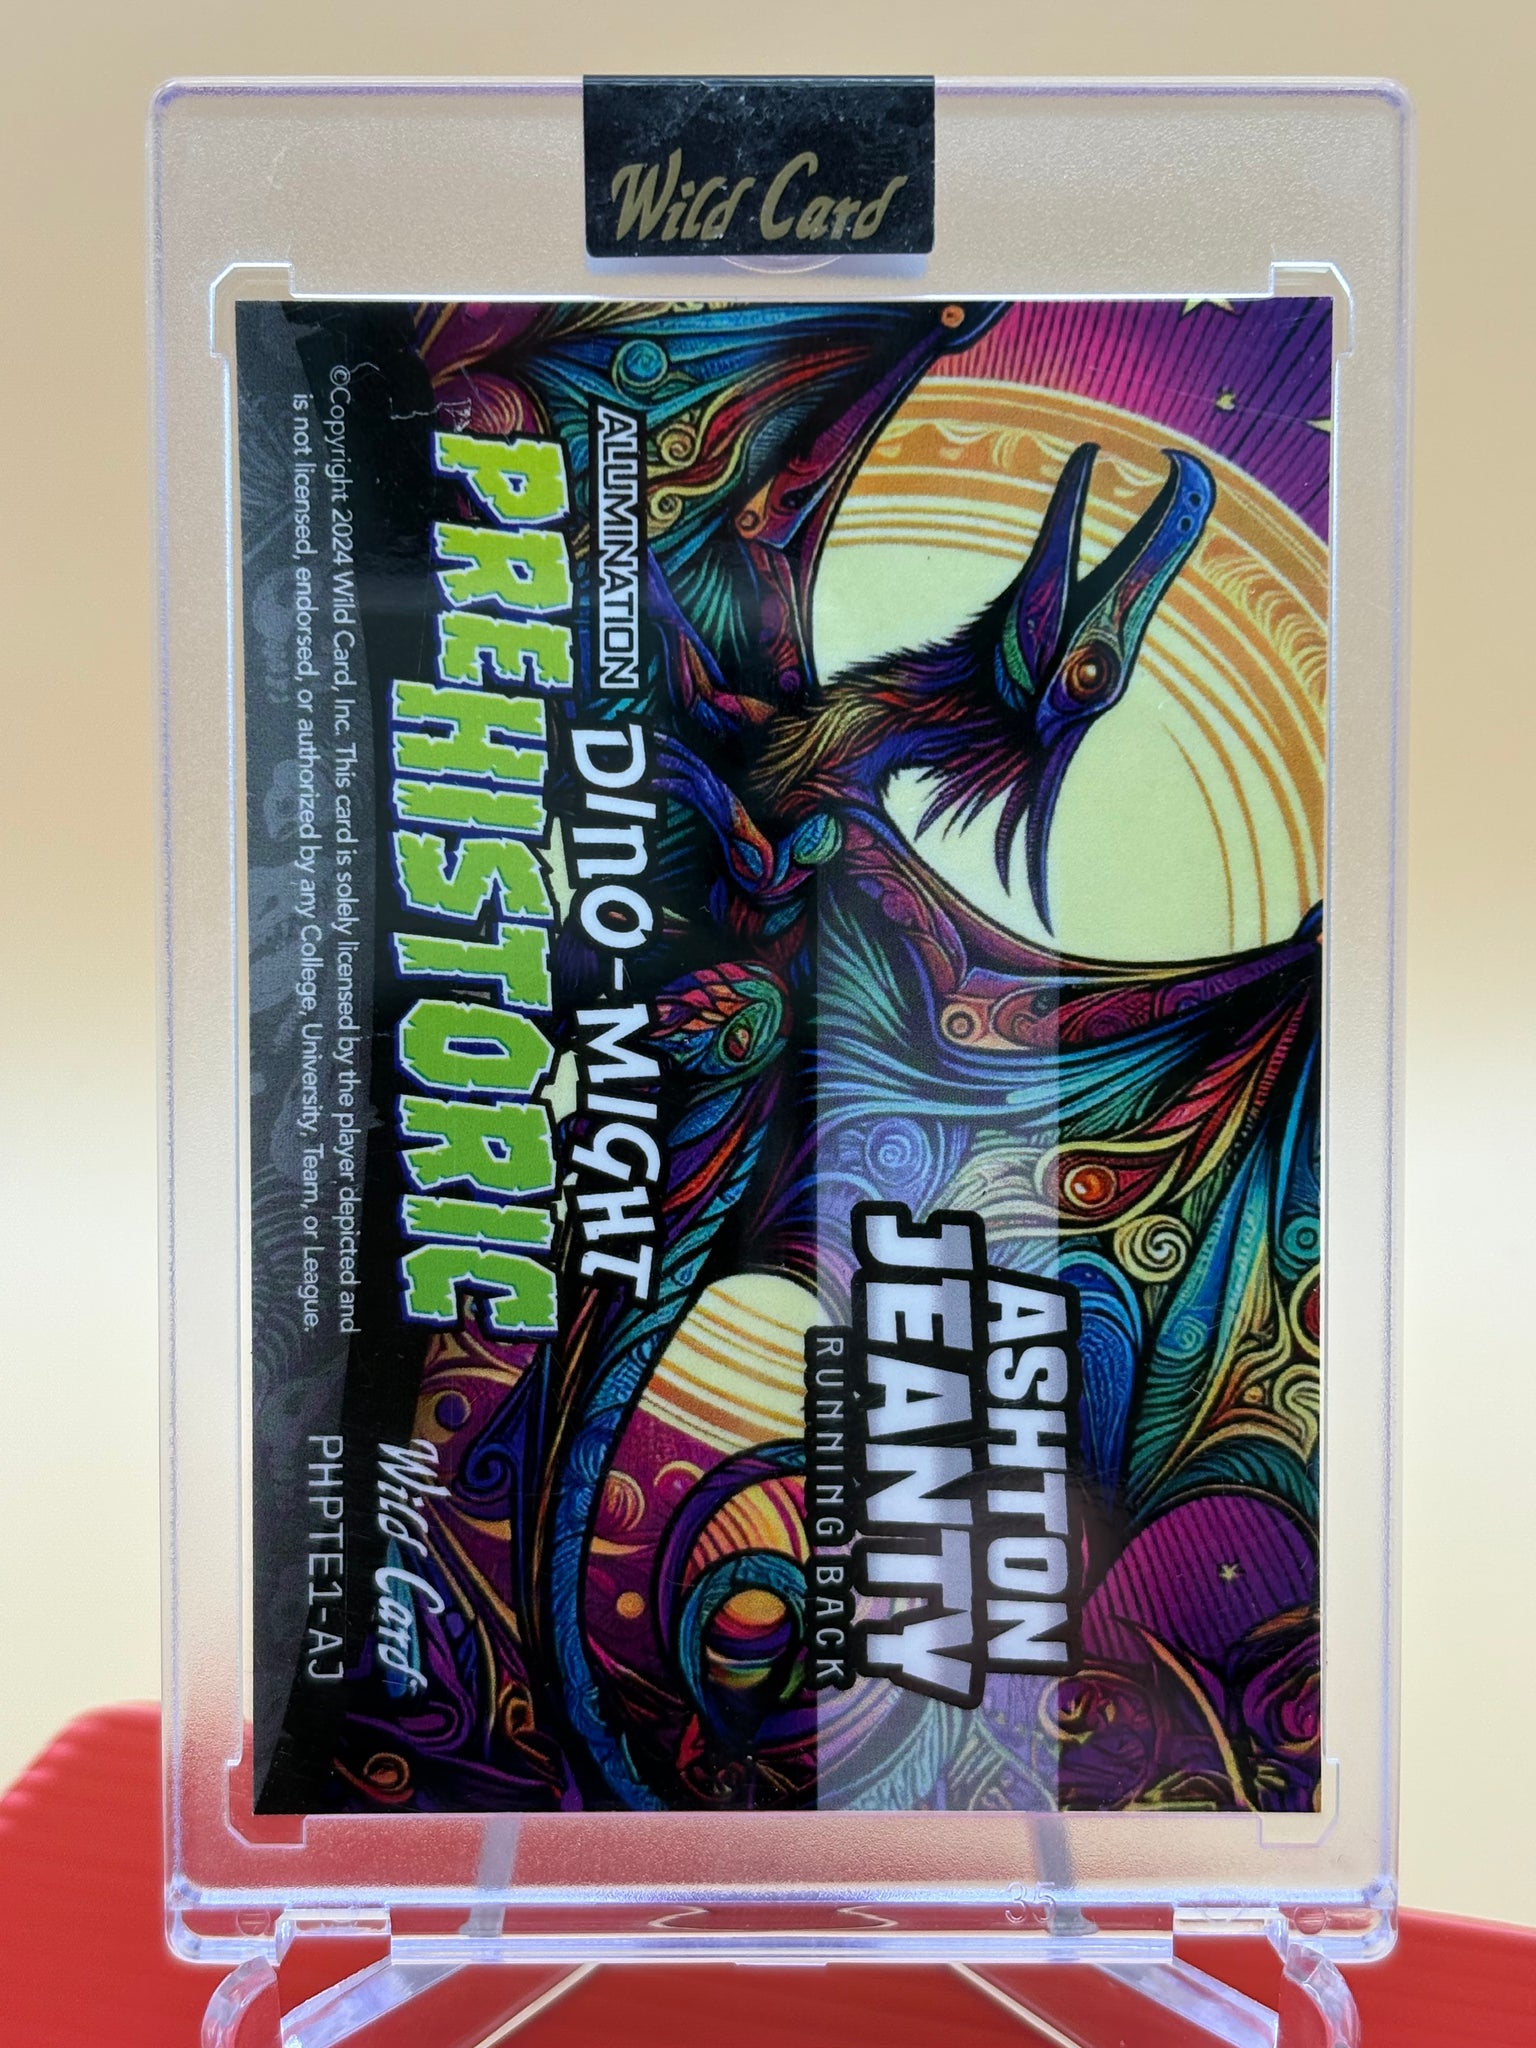 Wild Card
ASHTON
JEANTY
RUNNING BACK
ALUMINATION
DINO-MIGHT
PREHISTORIC
Wild Card
©Copyright 2024 Wild Card, Inc. This card is solely licensed by the player depicted and
is not licensed, endorsed, or authorized by any College, University, Team, or League.
PHPTE1-AJ
35